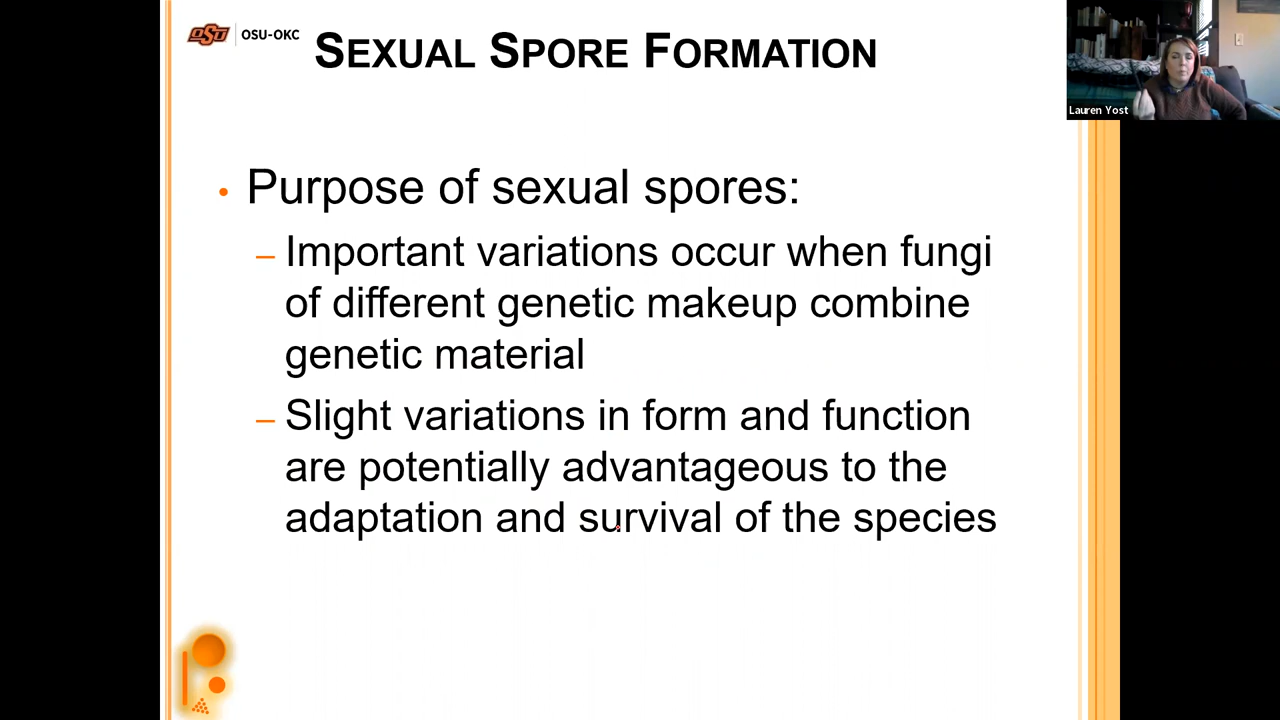 OSU OSU-OKC
SEXUAL SPORE FORMATION
Lauren Yost
• Purpose of sexual spores:
– Important variations occur when fungi
of different genetic makeup combine
genetic material
– Slight variations in form and function
are potentially advantageous to the
adaptation and survival of the species